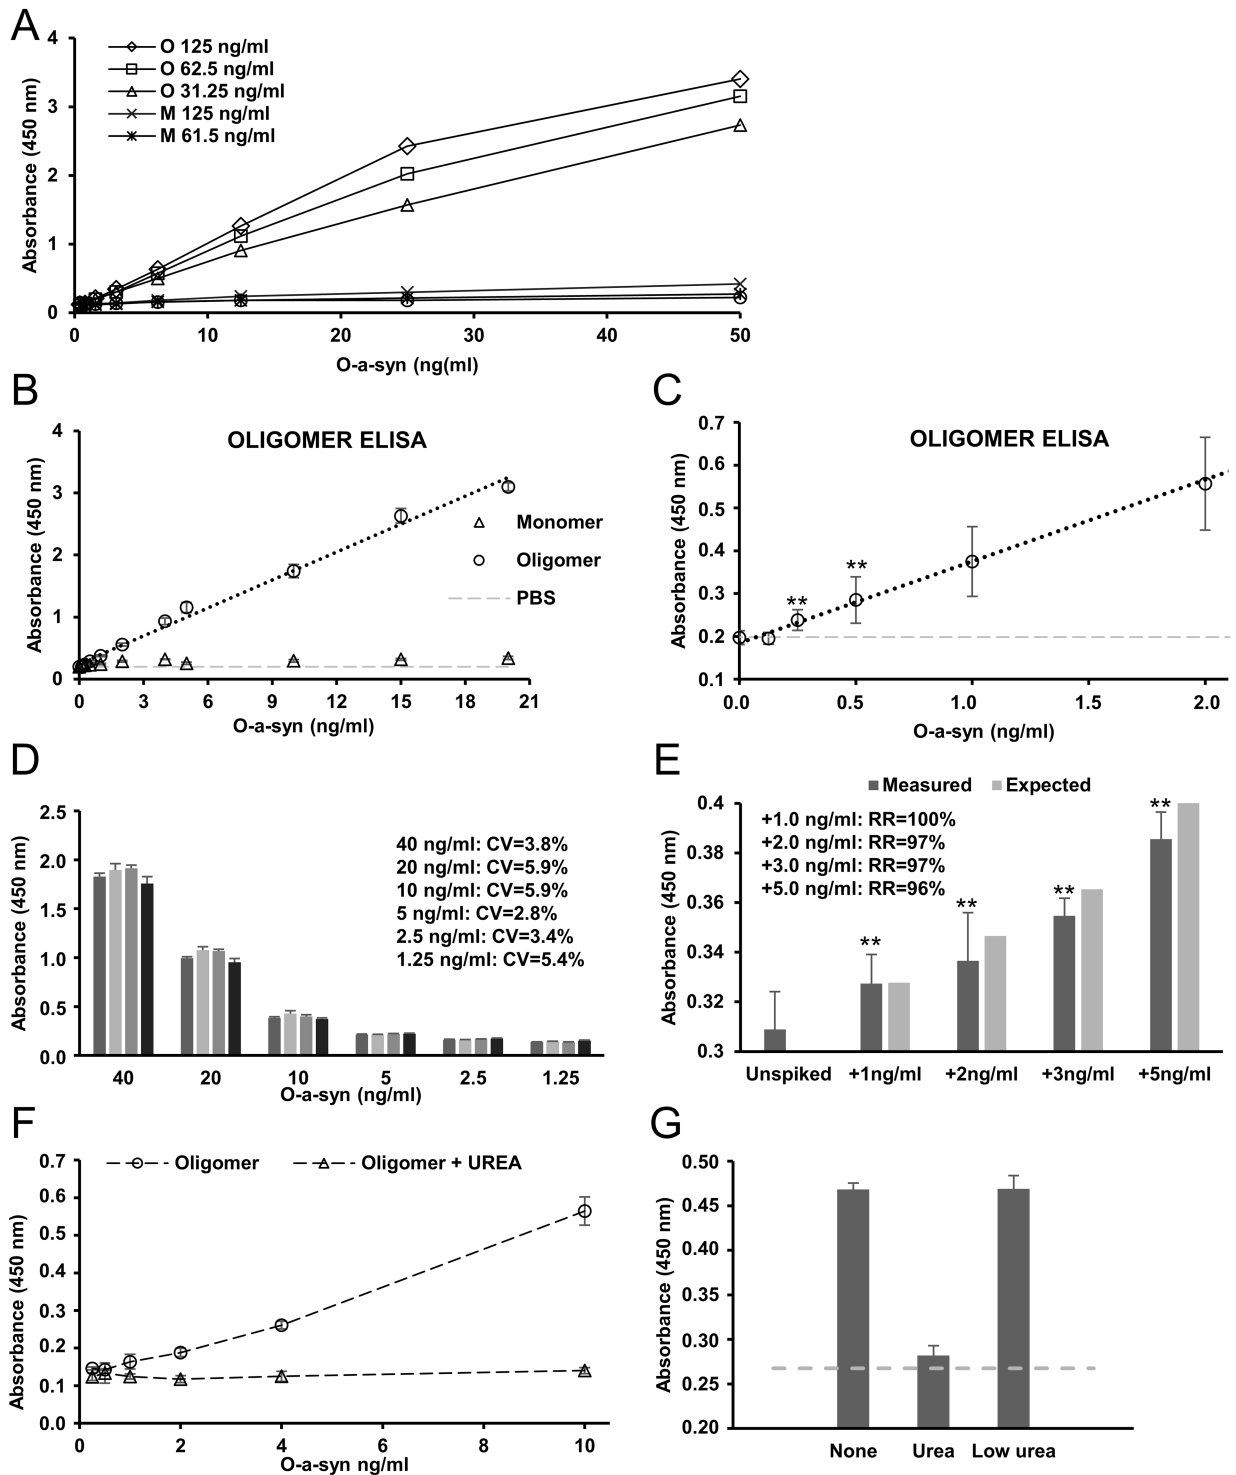 A
4
3
2
1
0
Absorbance (450 nm)
O 125 ng/ml
O 62.5 ng/ml
O 31.25 ng/ml
M 125 ng/ml
M 61.5 ng/ml
0 10 20 30 40 50
O-a-syn (ng(ml)
B
OLIGOMER ELISA
4
3
2
1
0
Absorbance (450 nm)
Monomer
Oligomer
PBS
0 3 6 9 12 15 18 21
O-a-syn (ng/ml)
C
OLIGOMER ELISA
0.7
0.6
0.5
0.4
0.3
0.2
0.1
Absorbance (450 nm)
** **
0.0 0.5 1.0 1.5 2.0
O-a-syn (ng/ml)
D
2.5
2.0
1.5
1.0
0.5
0.0
Absorbance (450 nm)
40 ng/ml: CV=3.8%
20 ng/ml: CV=5.9%
10 ng/ml: CV=5.9%
5 ng/ml: CV=2.8%
2.5 ng/ml: CV=3.4%
1.25 ng/ml: CV=5.4%
40 20 10 5 2.5 1.25
O-a-syn (ng/ml)
E
Measured Expected
0.4
0.38
0.36
0.34
0.32
0.3
Absorbance (450 nm)
+1.0 ng/ml: RR=100%
+2.0 ng/ml: RR=97%
+3.0 ng/ml: RR=97%
+5.0 ng/ml: RR=96%
** ** ** **
Unspiked +1ng/ml +2ng/ml +3ng/ml +5ng/ml
F
0.7
0.6
0.5
0.4
0.3
0.2
0.1
0.0
Absorbance (450 nm)
Oligomer Oligomer + UREA
0 2 4 6 8 10
O-a-syn ng/ml
G
0.50
0.45
0.40
0.35
0.30
0.25
0.20
Absorbance (450 nm)
None Urea Low urea